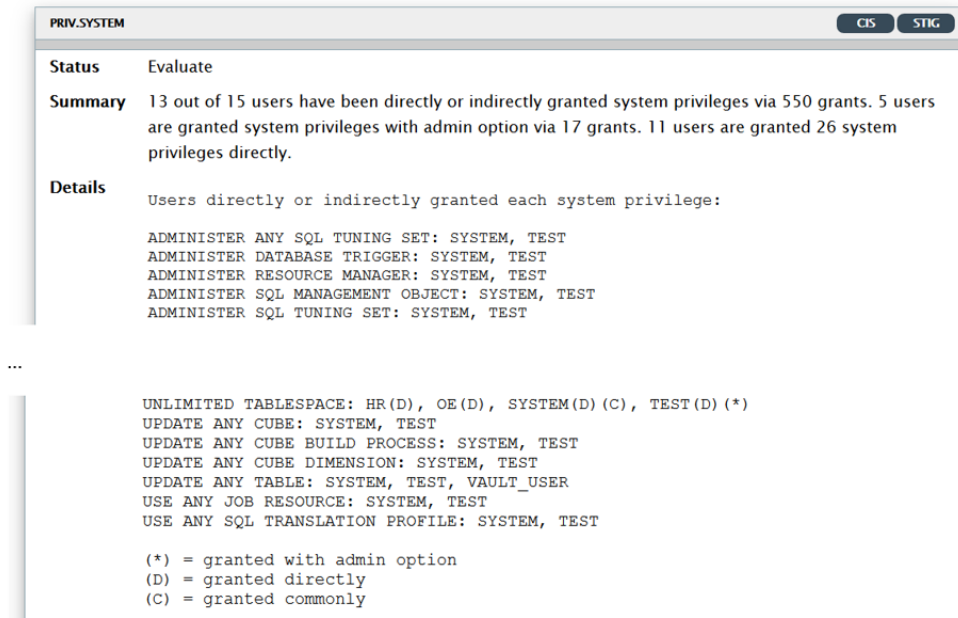 PRIV.SYSTEM CIS STIG
Status Evaluate
Summary 13 out of 15 users have been directly or indirectly granted system privileges via 550 grants. 5 users
are granted system privileges with admin option via 17 grants. 11 users are granted 26 system
privileges directly.
Details
Users directly or indirectly granted each system privilege:
ADMINISTER ANY SQL TUNING SET: SYSTEM, TEST
ADMINISTER DATABASE TRIGGER: SYSTEM, TEST
ADMINISTER RESOURCE MANAGER: SYSTEM, TEST
ADMINISTER SQL MANAGEMENT OBJECT: SYSTEM, TEST
ADMINISTER SQL TUNING SET: SYSTEM, TEST
...
UNLIMITED TABLESPACE: HR(D), OE(D), SYSTEM(D)(C), TEST(D)(*)
UPDATE ANY CUBE: SYSTEM, TEST
UPDATE ANY CUBE BUILD PROCESS: SYSTEM, TEST
UPDATE ANY CUBE DIMENSION: SYSTEM, TEST
UPDATE ANY TABLE: SYSTEM, TEST, VAULT_USER
USE ANY JOB RESOURCE: SYSTEM, TEST
USE ANY SQL TRANSLATION PROFILE: SYSTEM, TEST
(*) = granted with admin option
(D) = granted directly
(C) = granted commonly